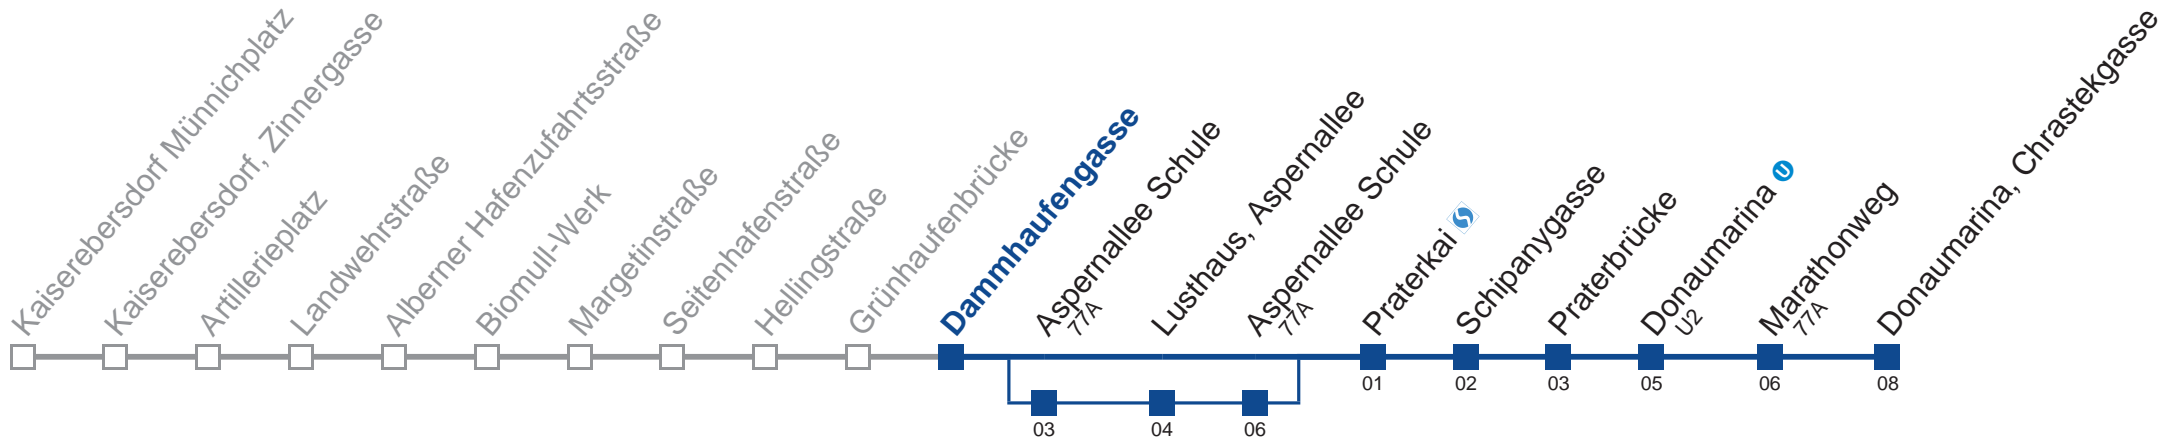 Kaiserebersdorf Münnichplatz
Kaiserebersdorf, Zinnergasse
Artillerieplatz
Landwehrstraße
Alberner Hafenzufahrtsstraße
Biomull-Werk
Margetinstraße
Seitenhafenstraße
Hellingstraße
Grünhaufenbrücke
Dammhaufengasse
Aspernallee Schule
77A
Lusthaus, Aspernallee
Aspernallee Schule
77A
Praterkai
Schipanygasse
Praterbrücke
Donaumarina U
U2
Marathonweg
77A
Donaumarina, Chrastekgasse
01 02 03 05 06 08
03 04 06